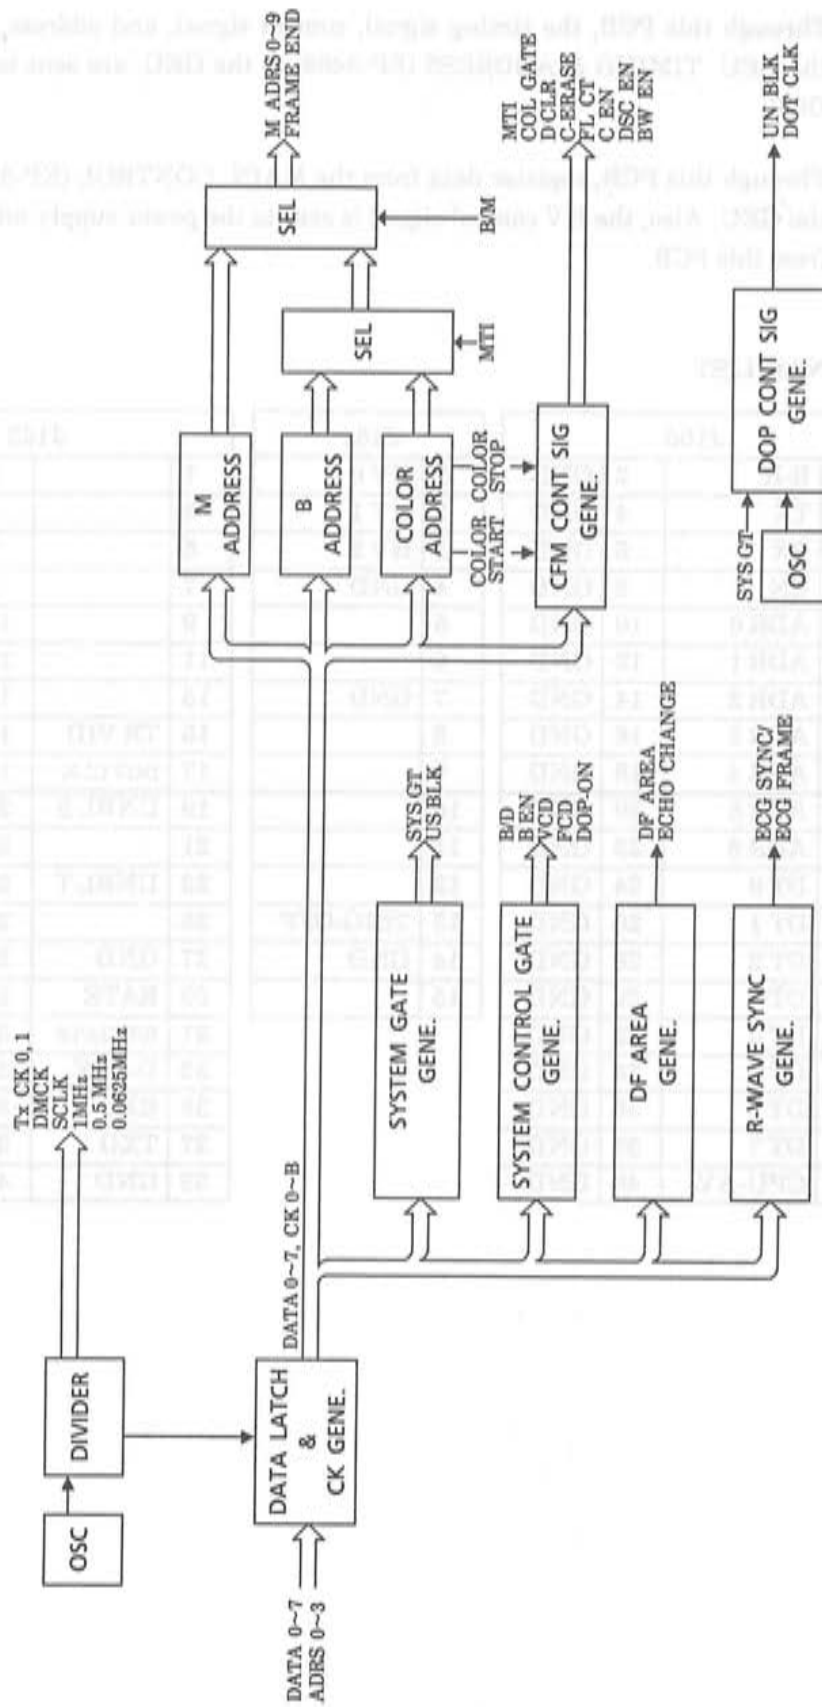 OSC
DIVIDER
Tx CK 0, 1
DMCK
SCLK
1MHz
0.5 MHz
0.0625MHz
DATA 0~7
ADRS 0~3
DATA LATCH
&
CK GENE.
DATA 0~7, CK 0~B
M
ADDRESS
B
ADDRESS
COLOR
ADDRESS
SEL
MTI
SEL
B/M
M ADRS 0~9
FRAME END
COLOR
START
COLOR
STOP
CFM CONT SIG
GENE.
MTI
COL GATE
DCLR
C-ERASE
FL CT
C EN
DSC EN
BW EN
SYSTEM GATE
GENE.
SYS GT
US BLK
SYSTEM CONTROL GATE
GENE.
B/D
B EN
VCD
FCD
DOP-ON
DF AREA
GENE.
DF AREA
ECHO CHANGE
R-WAVE SYNC
GENE.
ECG SYNC/
ECG FRAME
SYS GT
OSC
DOP CONT SIG
GENE.
UN BLK
DOT CLK